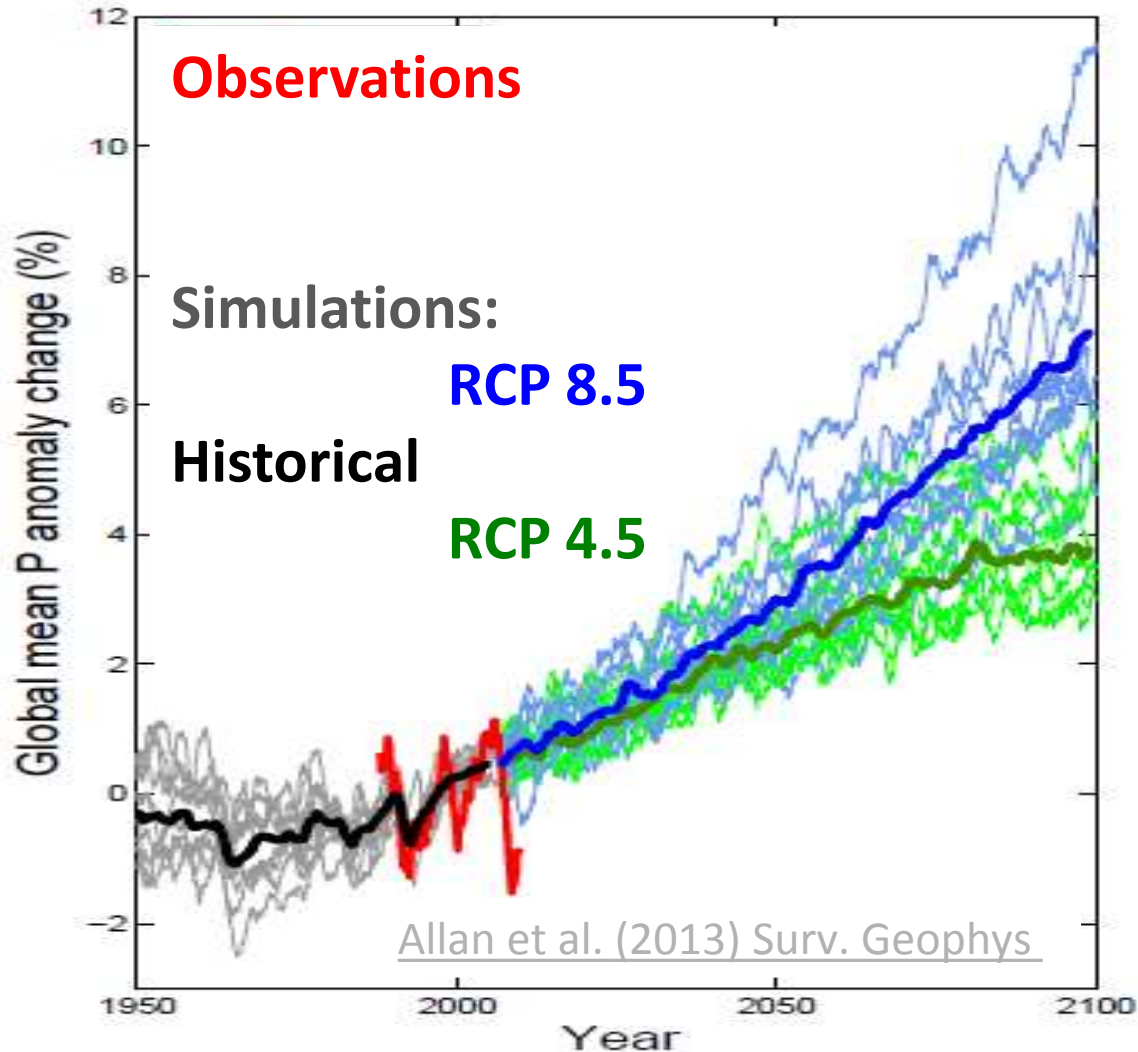 12
Observations
10
8
Simulations:
RCP 8.5
6
Historical
RCP 4.5
4
2
0
−2
Allan et al. (2013) Surv. Geophys
1950
2000
2050
2100
Year
Global mean P anomaly change (%)